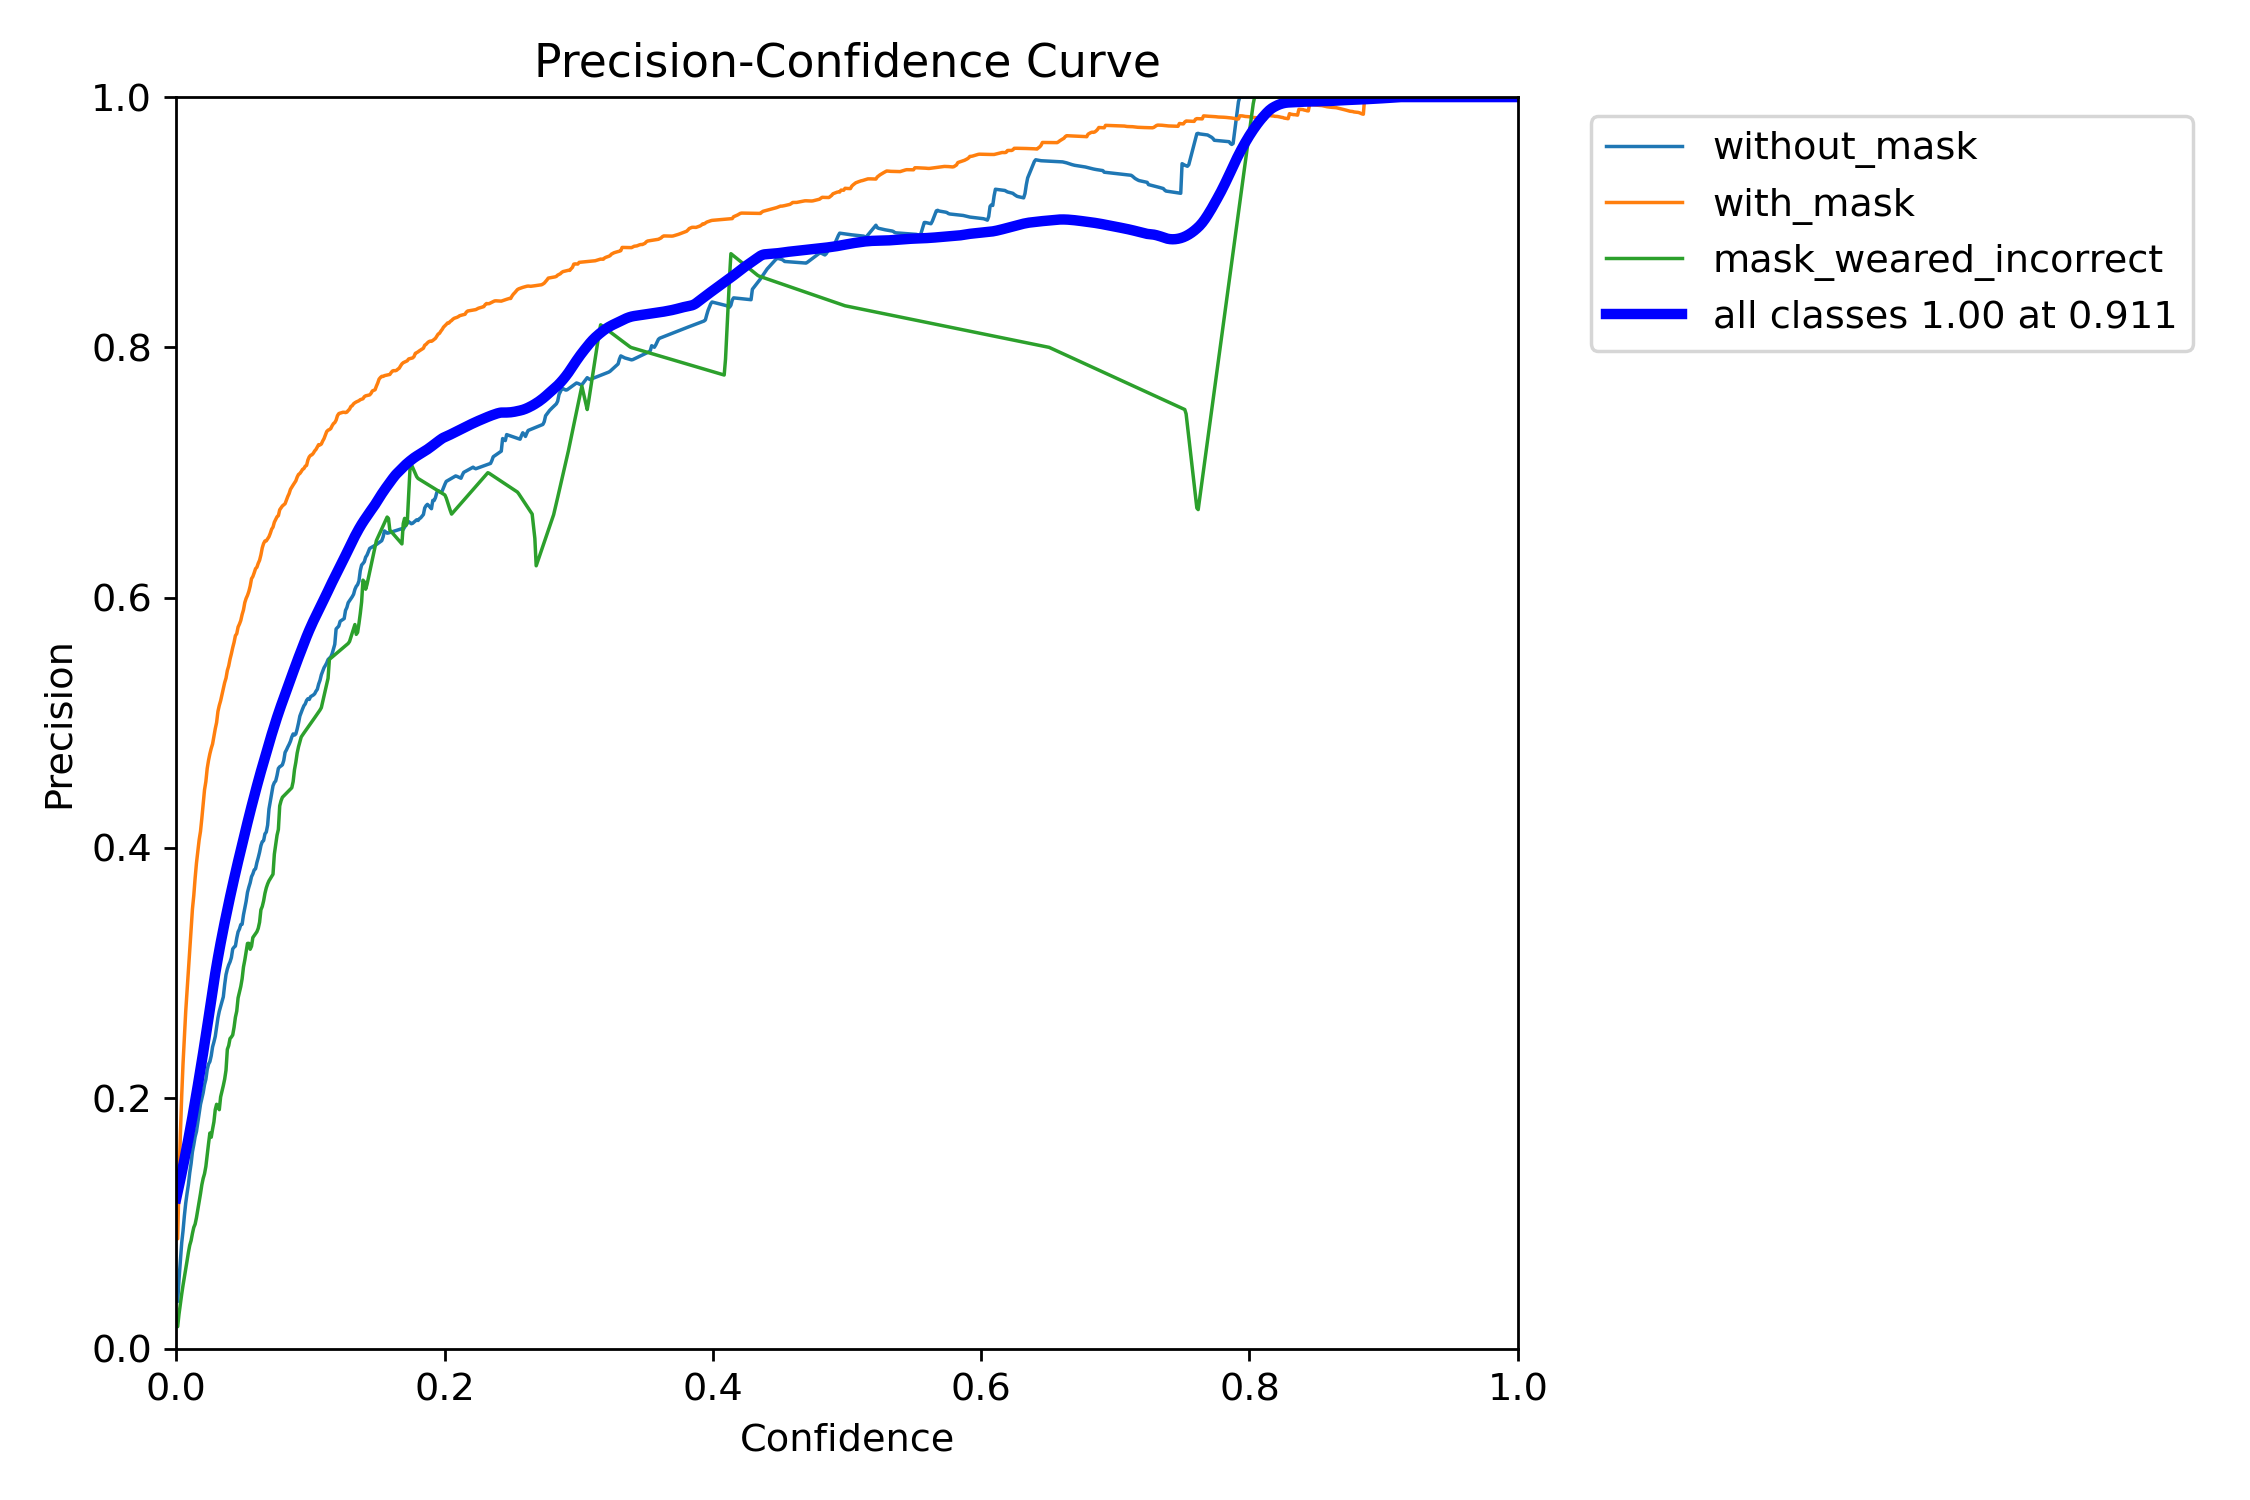 Precision-Confidence Curve
1.0
0.8
0.6
0.4
0.2
0.0
Precision
0.0 0.2 0.4 0.6 0.8 1.0
Confidence
without_mask
with_mask
mask_weared_incorrect
all classes 1.00 at 0.911